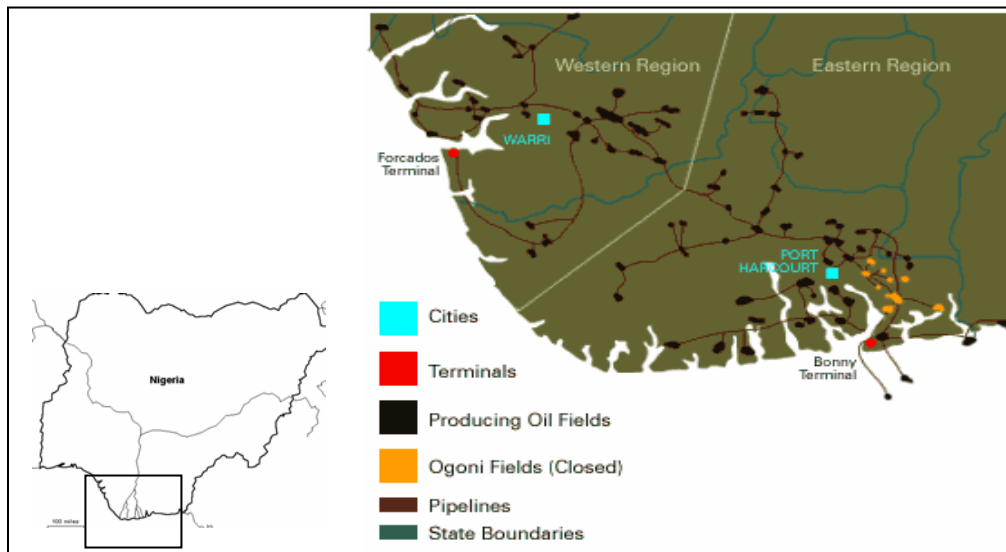 Western Region
Eastern Region
WARRI
Forcados
Terminal
PORT
HARCOURT
Bonny
Terminal
Cities
Terminals
Producing Oil Fields
Ogoni Fields (Closed)
Pipelines
State Boundaries
Nigeria
100 miles